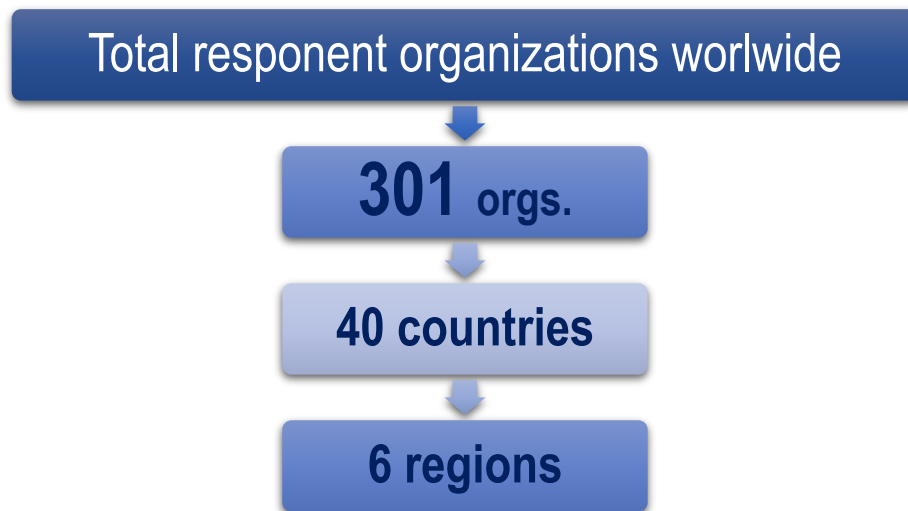 Total responent organizations worlwide
301 orgs.
40 countries
6 regions